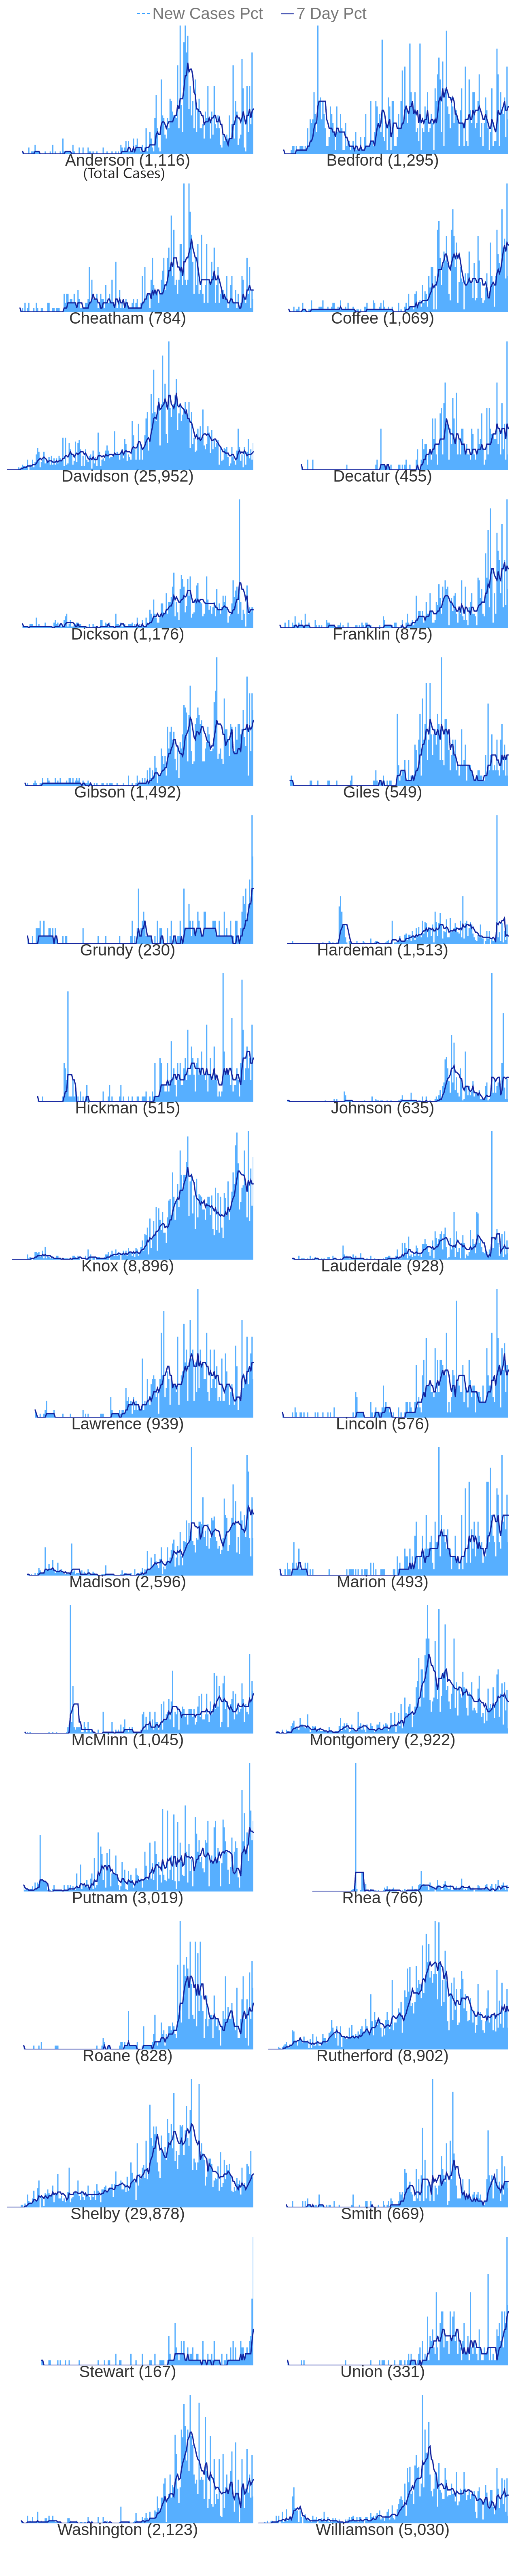 New Cases Pct 7 Day Pct
Anderson (1,116) Bedford (1,295)
(Total Cases)
Cheatham (784) Coffee (1,069)
Davidson (25,952) Decatur (455)
Dickson (1,176) Franklin (875)
Gibson (1,492) Giles (549)
Grundy (230) Hardeman (1,513)
Hickman (515) Johnson (635)
Knox (8,896) Lauderdale (928)
Lawrence (939) Lincoln (576)
Madison (2,596) Marion (493)
McMinn (1,045) Montgomery (2,922)
Putnam (3,019) Rhea (766)
Roane (828) Rutherford (8,902)
Shelby (29,878) Smith (669)
Stewart (167) Union (331)
Washington (2,123) Williamson (5,030)